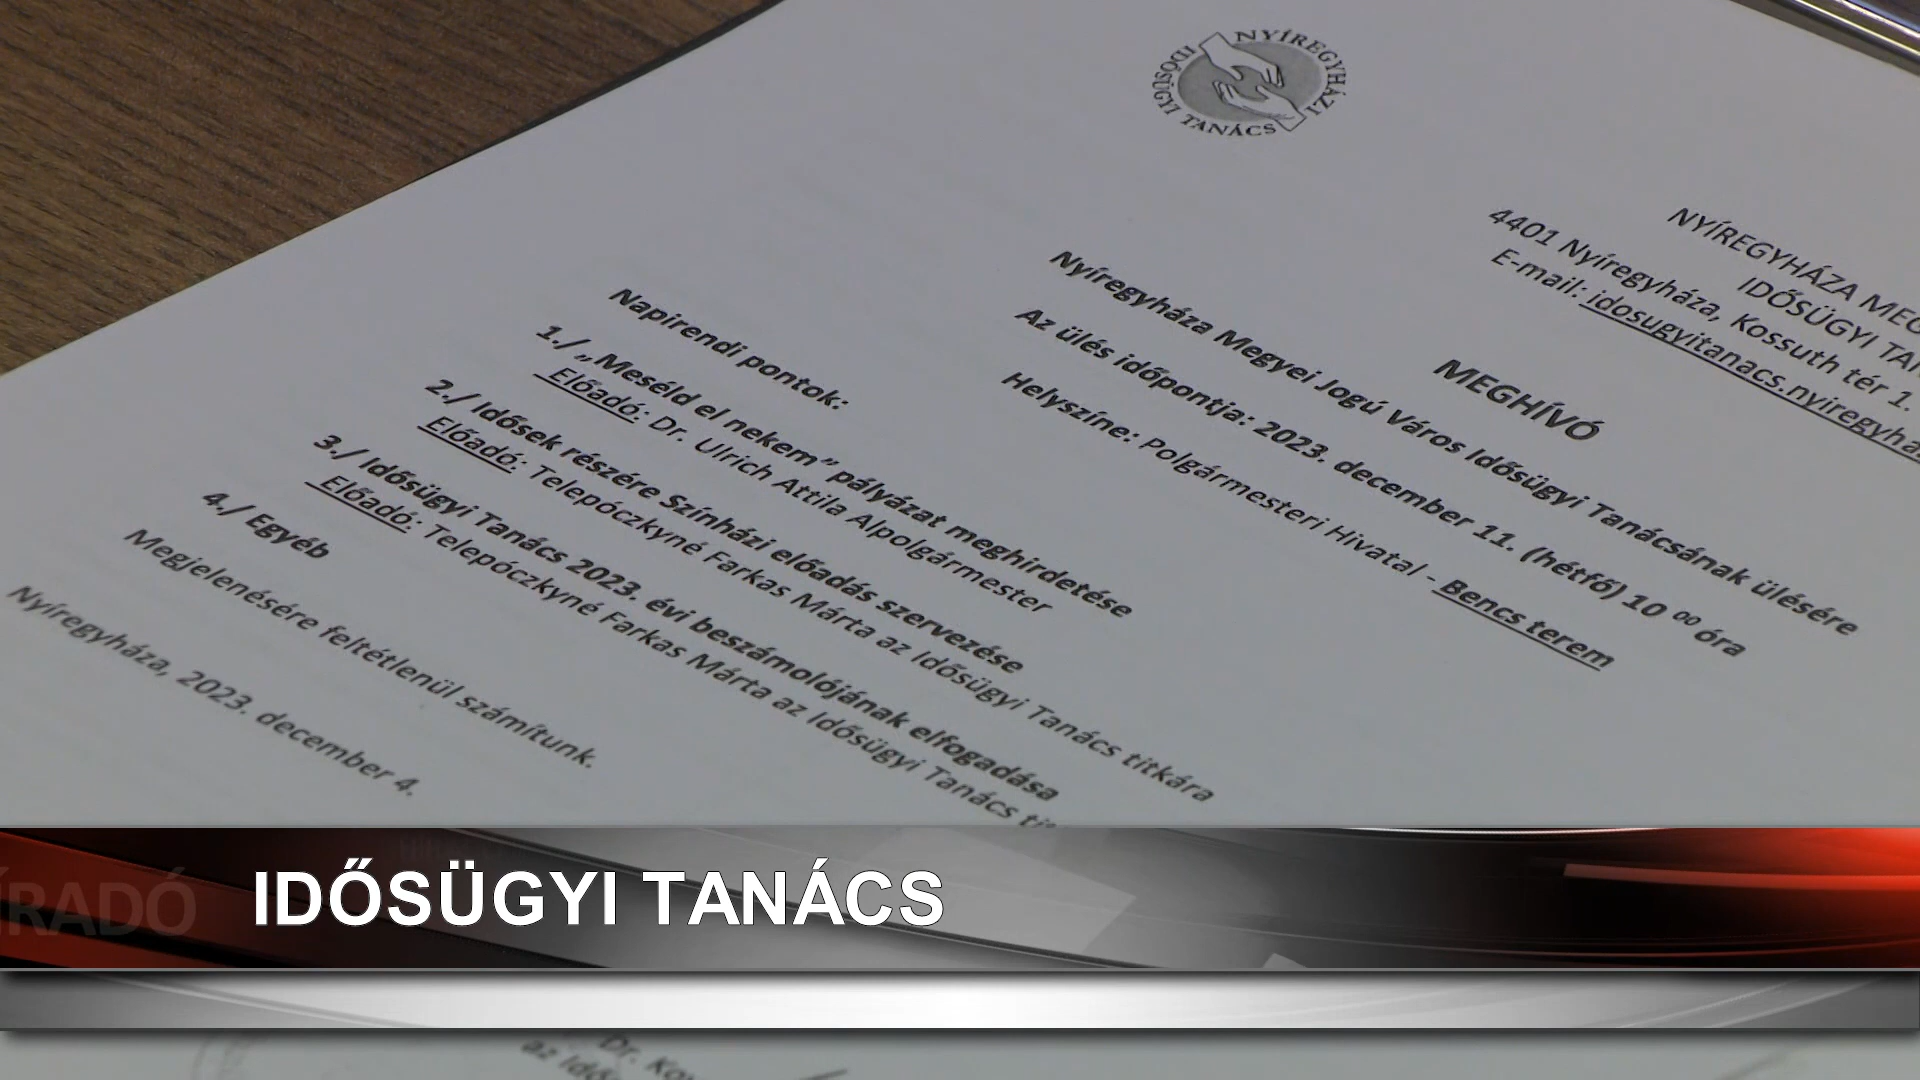 NYÍREGYHÁZI
IDŐSÜGYI TANÁCS
NYÍREGYHÁZA
IDŐSÜGYI
4401 Nyíregyháza, Kossuth tér 1.
E-mail: idosugyitanacs.nyiregyha
MEGHÍVÓ
Nyíregyháza Megyei Jogú Város Idősügyi Tanácsának ülésére
Az ülés időpontja: 2023. december 11. (hétfő) 10 00 óra
Helyszíne: Polgármesteri Hivatal - Bencs terem
Napirendi pontok:
1./ „Meséld el nekem” pályázat meghirdetése
Előadó: Dr. Ulrich Attila Alpolgármester
2./ Idősek részére Színházi előadás szervezése
Előadó: Telepóczkyné Farkas Márta az Idősügyi Tanács titkára
3./ Idősügyi Tanács 2023. évi beszámolójának elfogadása
Előadó: Telepóczkyné Farkas Márta az Idősügyi Tanács
4./ Egyéb
Megjelenésére feltétlenül számítunk.
Nyíregyháza, 2023. december 4.
ÍRADÓ
IDŐSÜGYI TANÁCS
Dr.
az